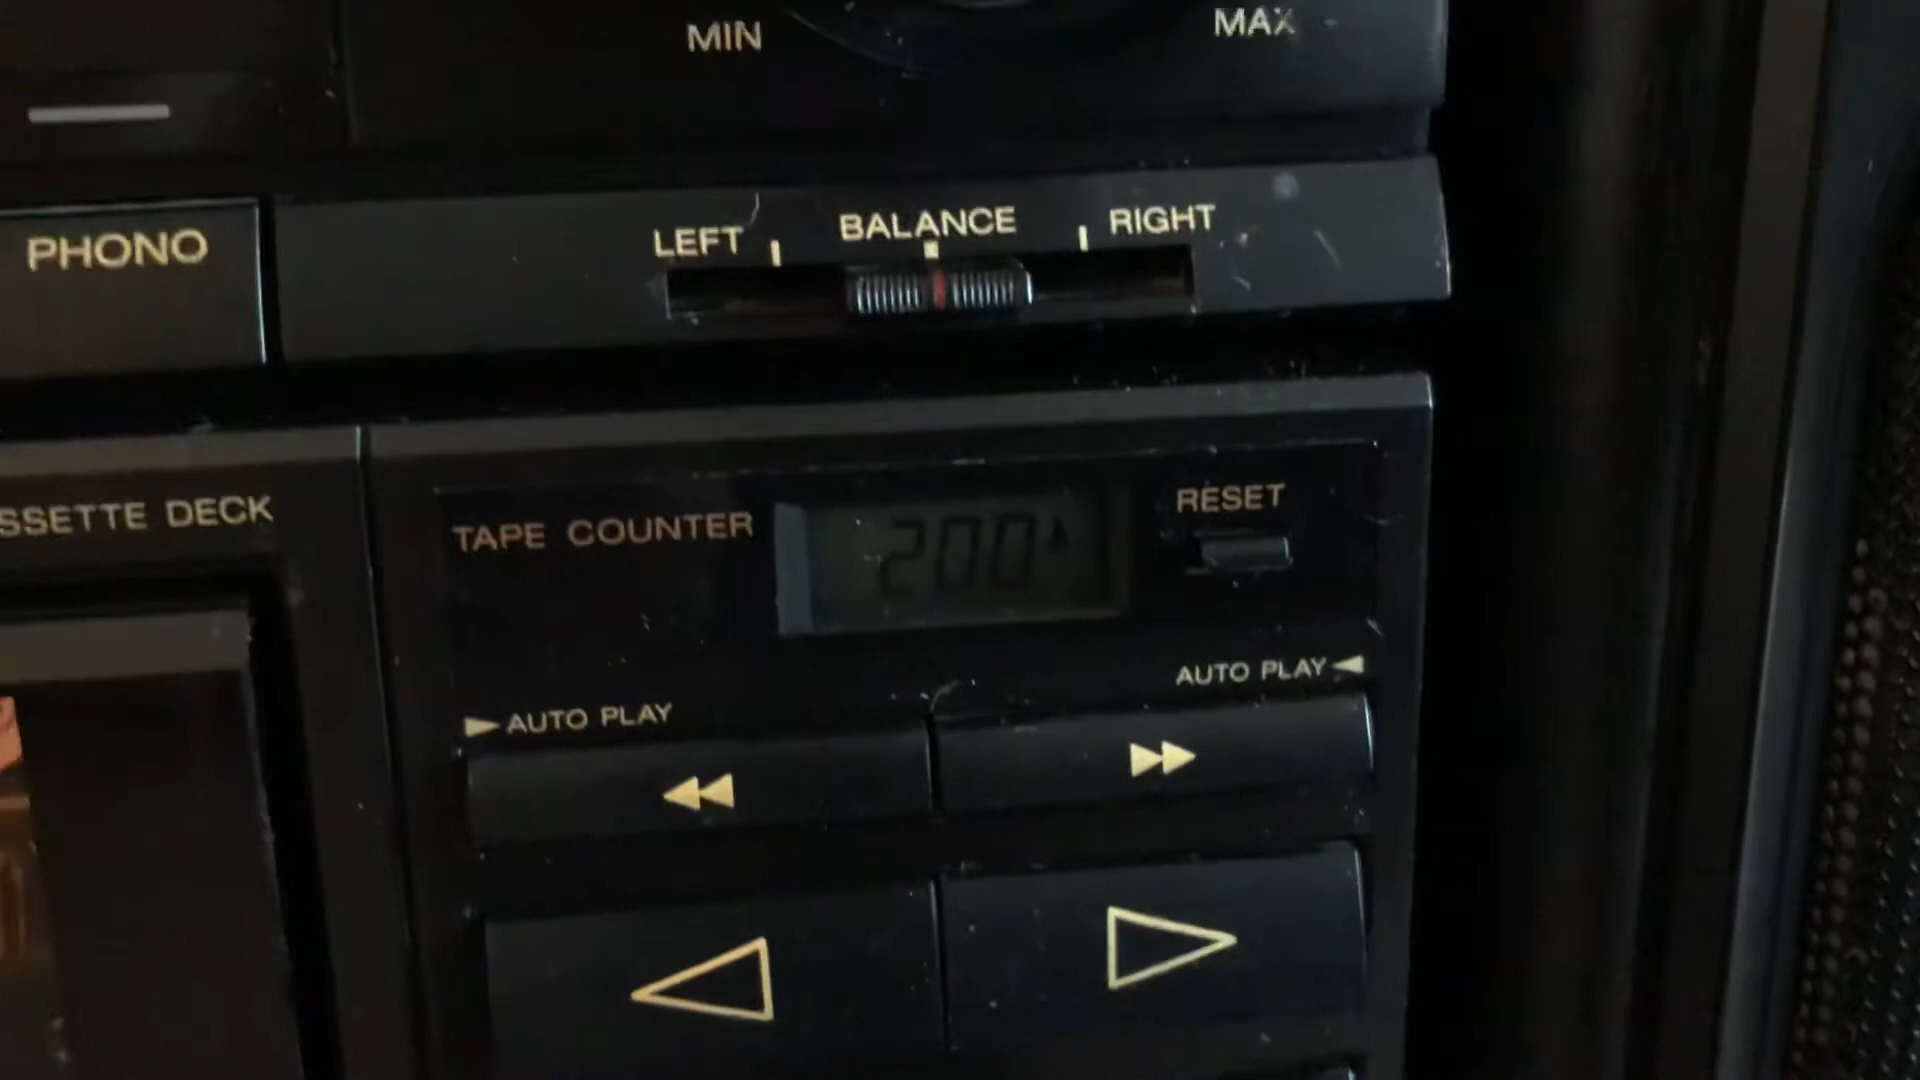 MIN
MAX
PHONO
LEFT
BALANCE
RIGHT
SSETTE DECK
TAPE COUNTER
200
RESET
AUTO PLAY
AUTO PLAY